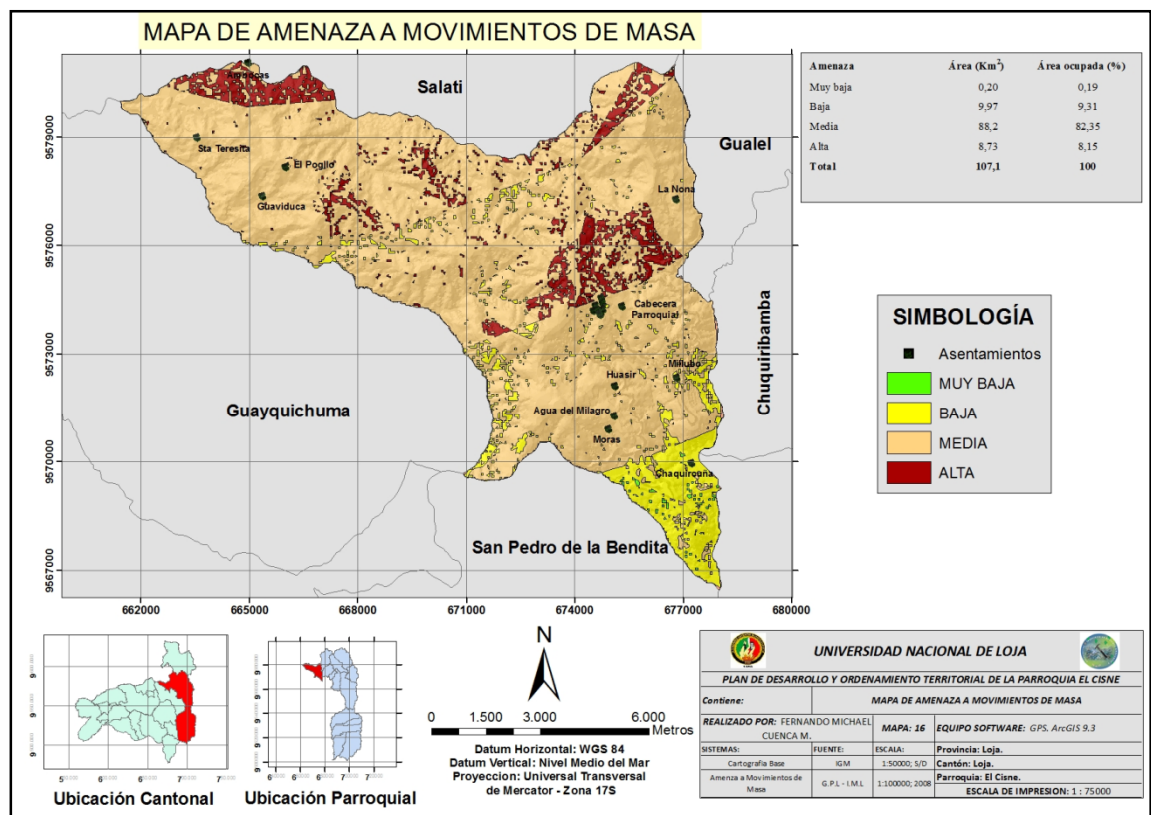 MAPA DE AMENAZA A MOVIMIENTOS DE MASA
Amenaza Área (Km²) Área ocupada (%)
Muy baja 0,20 0,19
Baja 9,97 9,31
Media 88,2 82,35
Alta 8,73 8,15
Total 107,1 100
Salati
Gualel
Chuquiribamba
Guayquichuma
San Pedro de la Bendita
Sta Teresita
El Pogllo
Guaviduca
La Nona
Cabecera
Parroquial
Huasir
Millubo
Agua del Milagro
Moras
9579000
9576000
9573000
9570000
9567000
662000 665000 668000 671000 674000 677000 680000
SIMBOLOGÍA
Asentamientos
MUY BAJA
BAJA
MEDIA
ALTA
Ubicación Cantonal
Ubicación Parroquial
N
0 1.500 3.000 6.000
Metros
Datum Horizontal: WGS 84
Datum Vertical: Nivel Medio del Mar
Proyeccion: Universal Transversal
de Mercator - Zona 17S
UNIVERSIDAD NACIONAL DE LOJA
PLAN DE DESARROLLO Y ORDENAMIENTO TERRITORIAL DE LA PARROQUIA EL CISNE
Contiene: MAPA DE AMENAZA A MOVIMIENTOS DE MASA
REALIZADO POR: FERNANDO MICHAEL
CUENCA M.
MAPA: 16
EQUIPO SOFTWARE: GPS. ArcGIS 9.3
SISTEMAS: FUENTE: ESCALA: Provincia: Loja.
Cartografia Base IGM 1:50000; S/D Cantón: Loja.
Amenza a Movimientos de
Masa
G.P.L - I.M.L 1:100000; 2008
Parroquia: El Cisne.
ESCALA DE IMPRESION: 1 : 75000